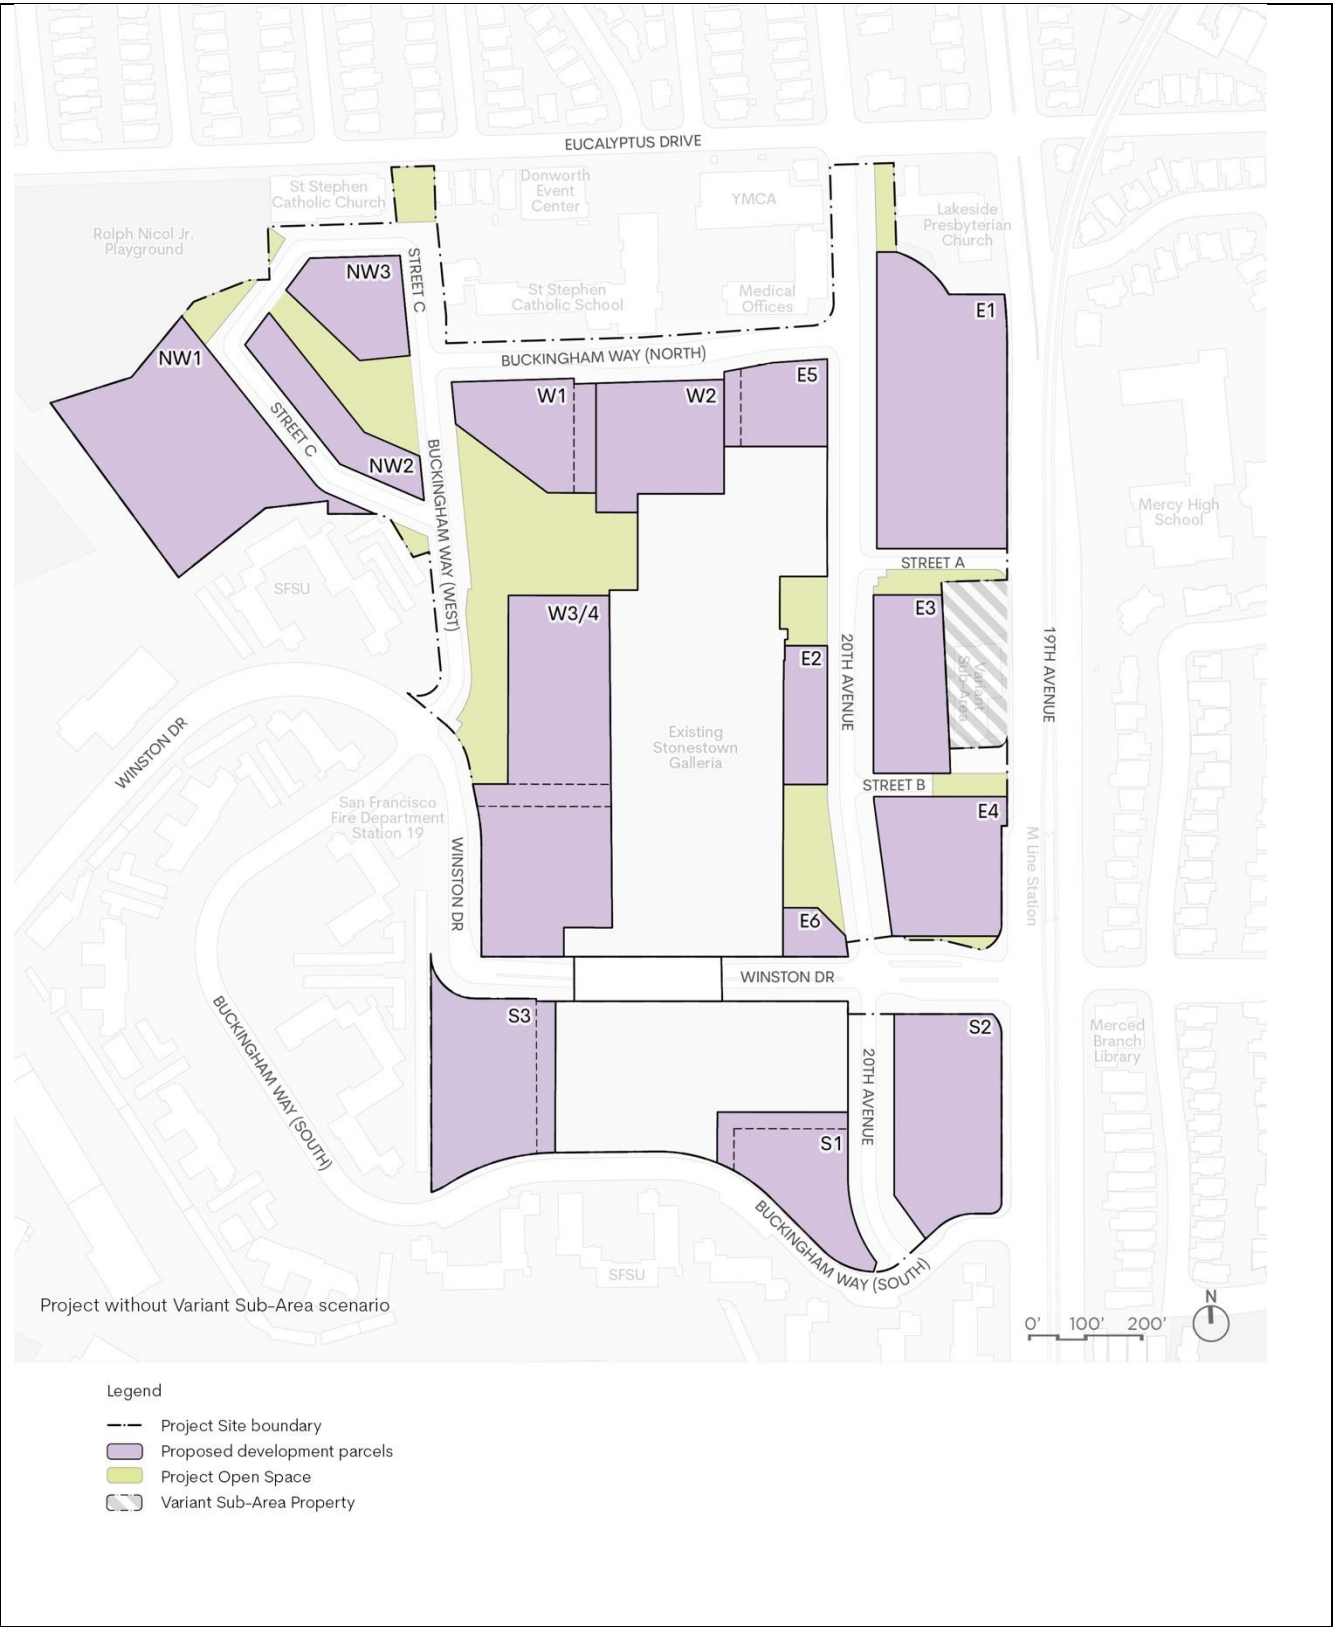 EUCALYPTUS DRIVE
St Stephen
Catholic Church
Donworth
Event
Center
YMCA
Lakeside
Presbyterian
Church
Rolph Nicol Jr.
Playground
STREET C
NW3
St Stephen
Catholic School
Medical
Offices
E1
NW1
BUCKINGHAM WAY (NORTH)
E5
W1
W2
STREET C
NW2
BUCKINGHAM WAY (WEST)
Mercy High
School
STREET A
SFSU
W3/4
E3
E2
20TH AVENUE
Variant
Sub-Area
19TH AVENUE
WINSTON DR
Existing
Stonestown
Galleria
STREET B
San Francisco
Fire Department
Station 19
E4
WINSTON DR
M Line Station
E6
WINSTON DR
BUCKINGHAM WAY (SOUTH)
S3
S2
Merced
Branch
Library
20TH AVENUE
S1
BUCKINGHAM WAY (SOUTH)
SFSU
Project without Variant Sub-Area scenario
N
0' 100' 200'
Legend
Project Site boundary
Proposed development parcels
Project Open Space
Variant Sub-Area Property